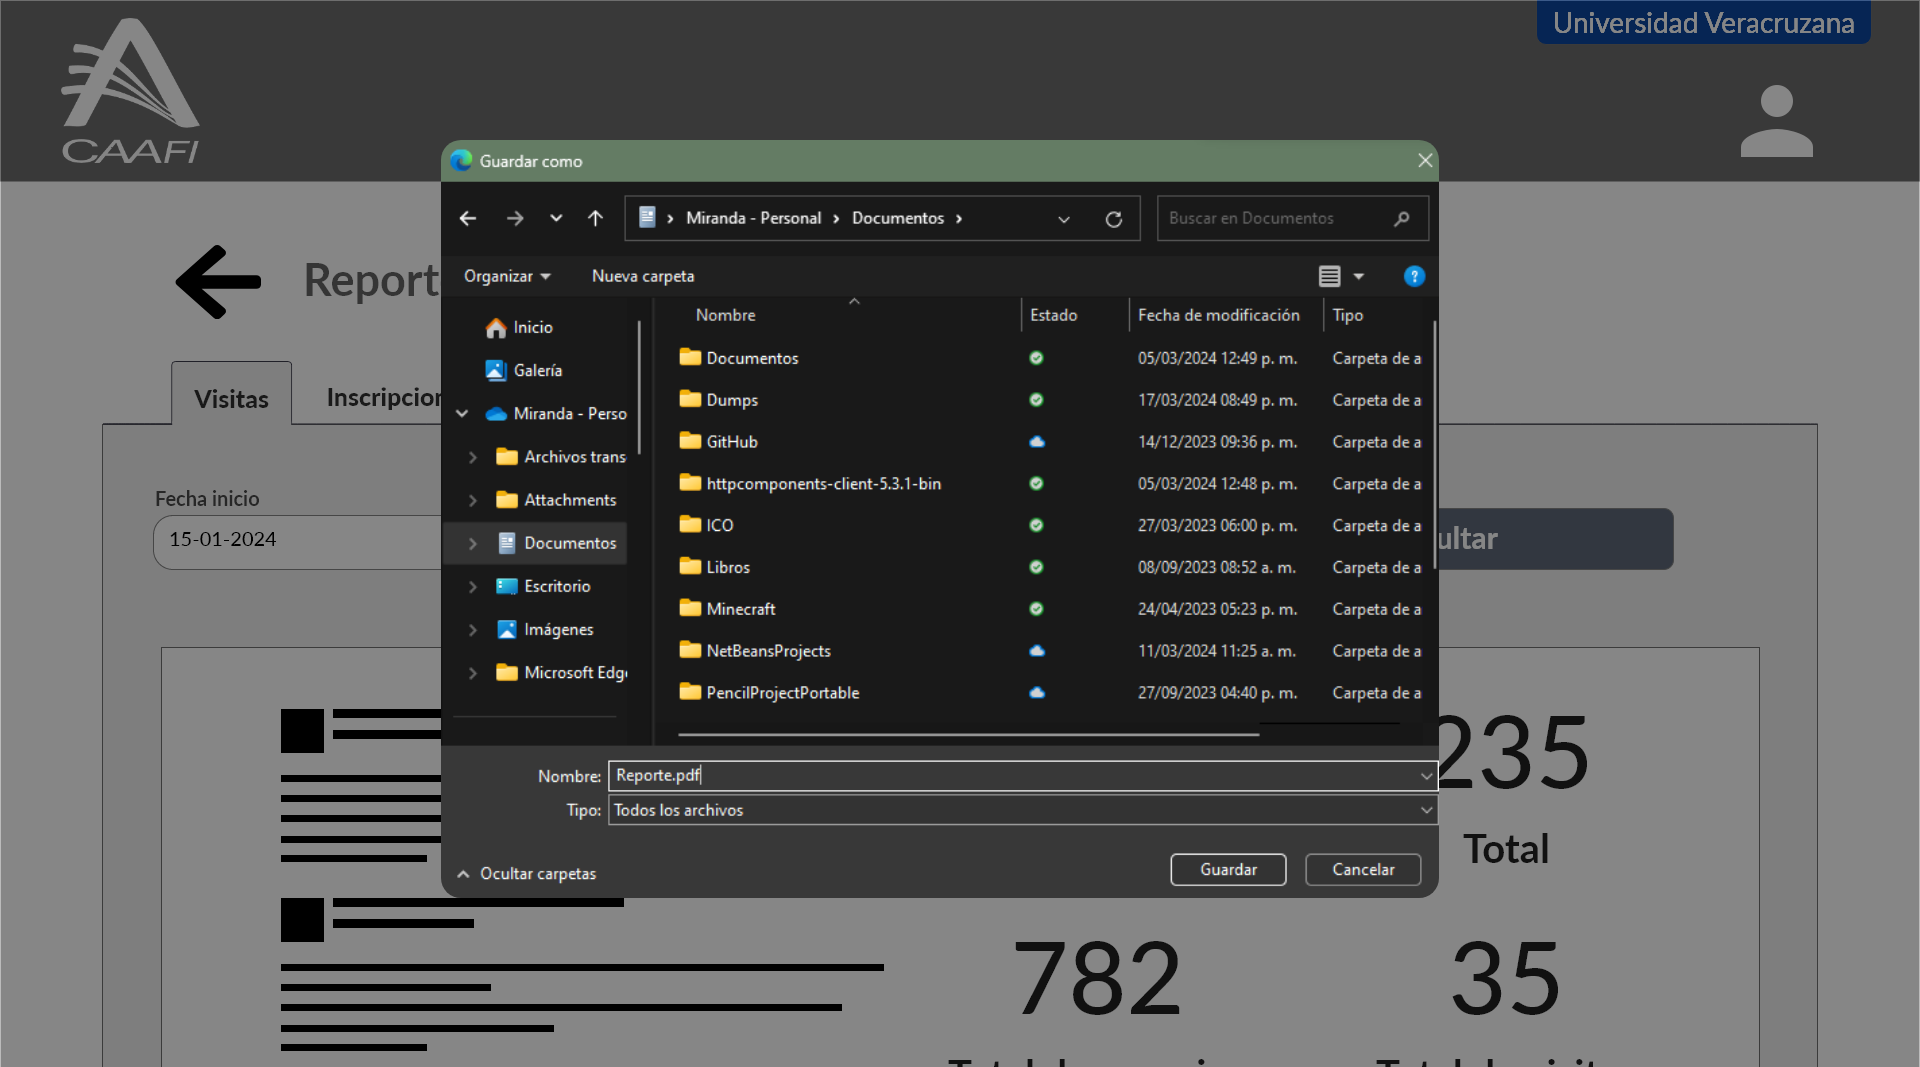 Universidad Veracruzana
CAAFI
Guardar como
Miranda - Personal > Documentos >
Buscar en Documentos
Organizar
Nueva carpeta
?
Nombre Estado Fecha de modificación Tipo
Inicio
Galería
Miranda - Perso
Archivos trans
Attachments
Documentos
Escritorio
Imágenes
Microsoft Edge
Documentos 05/03/2024 12:49 p. m. Carpeta de a
Dumps 17/03/2024 08:49 p. m. Carpeta de a
GitHub 14/12/2023 09:36 p. m. Carpeta de a
httpcomponents-client-5.3.1-bin 05/03/2024 12:48 p. m. Carpeta de a
ICO 27/03/2023 06:00 p. m. Carpeta de a
Libros 08/09/2023 08:52 a. m. Carpeta de a
Minecraft 24/04/2023 05:23 p. m. Carpeta de a
NetBeansProjects 11/03/2024 11:25 a. m. Carpeta de a
PencilProjectPortable 27/09/2023 04:40 p. m. Carpeta de a
Nombre: Reporte.pdf
Tipo: Todos los archivos
Ocultar carpetas
Guardar
Cancelar
Report
Visitas
Inscripcion
Fecha inicio
15-01-2024
ultar
235
Total
782
35